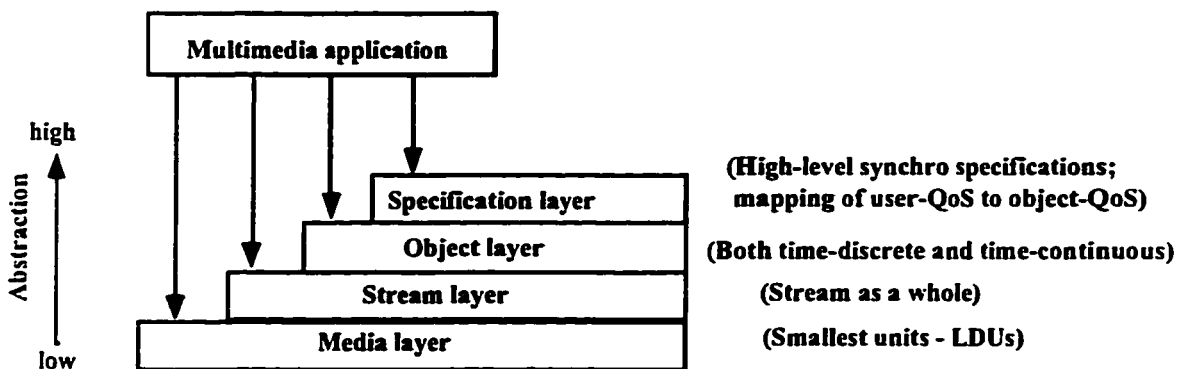 Multimedia application
high
Abstraction
low
Specification layer
(High-level synchro specifications;
mapping of user-QoS to object-QoS)
Object layer
(Both time-discrete and time-continuous)
Stream layer
(Stream as a whole)
Media layer
(Smallest units - LDUs)